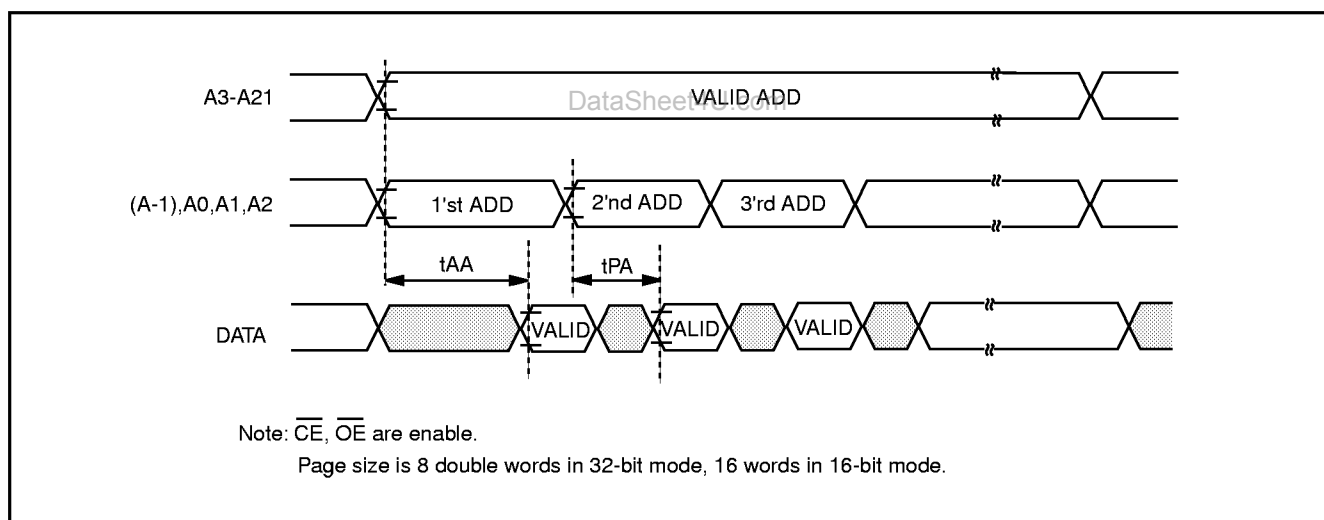 A3-A21
VALID ADD
DataSheet4U.com
(A-1),A0,A1,A2
1'st ADD
2'nd ADD
3'rd ADD
tAA
tPA
DATA
VALID
VALID
VALID
Note: CE, OE are enable.
Page size is 8 double words in 32-bit mode, 16 words in 16-bit mode.